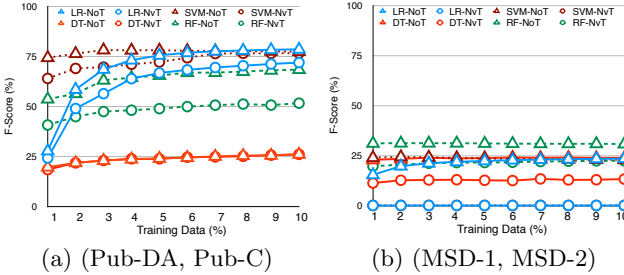 LR-NoT LR-NvT SVM-NoT SVM-NvT
DT-NoT DT-NvT RF-NoT RF-NvT
100
75
50
25
0
F-Score (%)
1 2 3 4 5 6 7 8 9 10
Training Data (%)
(a) (Pub-DA, Pub-C)
LR-NoT LR-NvT SVM-NoT SVM-NvT
DT-NoT DT-NvT RF-NoT RF-NvT
100
75
50
25
0
F-Score (%)
1 2 3 4 5 6 7 8 9 10
Training Data (%)
(b) (MSD-1, MSD-2)